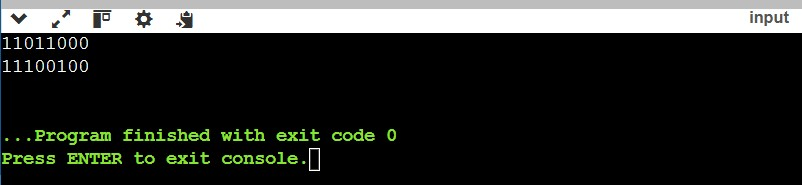 input
11011000
11100100
...Program finished with exit code 0
Press ENTER to exit console.